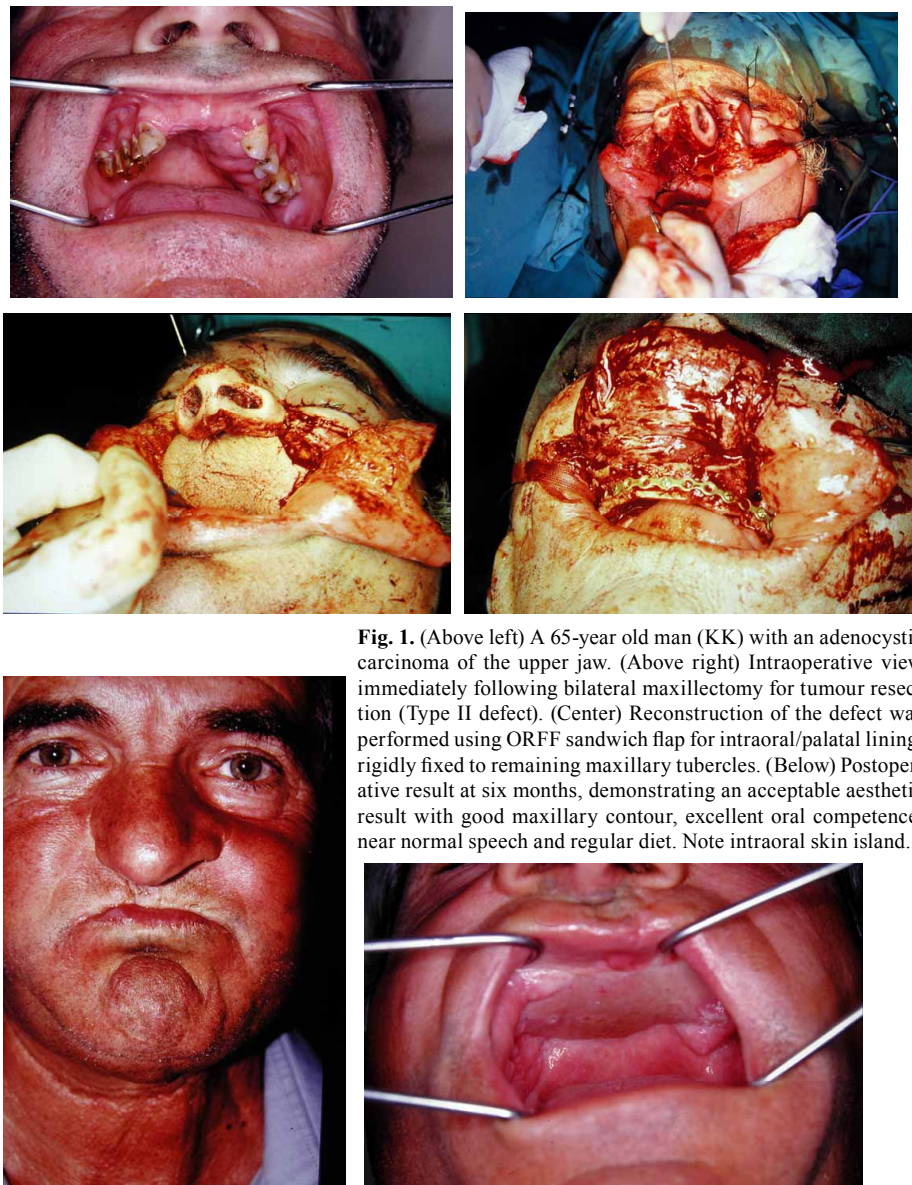 Fig. 1. (Above left) A 65-year old man (KK) with an adenocysti
carcinoma of the upper jaw. (Above right) Intraoperative view
immediately following bilateral maxillectomy for tumour resec
tion (Type II defect). (Center) Reconstruction of the defect wa
performed using ORFF sandwich flap for intraoral/palatal lining
rigidly fixed to remaining maxillary tubercles. (Below) Postoper
ative result at six months, demonstrating an acceptable aestheti
result with good maxillary contour, excellent oral competence
near normal speech and regular diet. Note intraoral skin island.